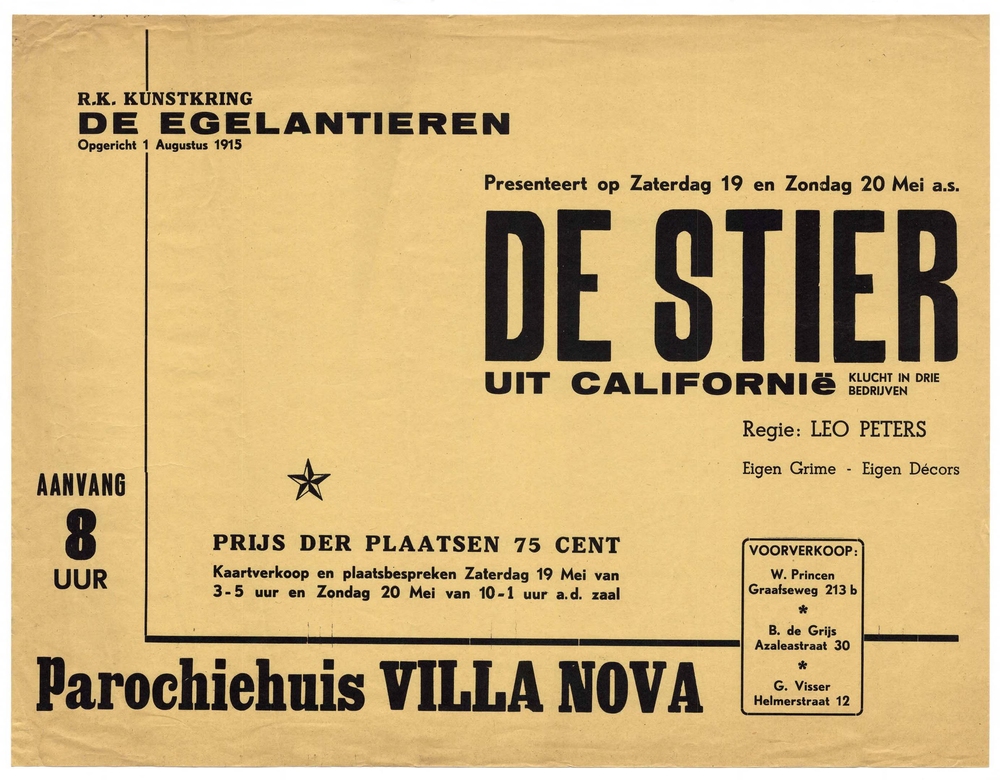 R.K. KUNSTKRING
DE EGELANTIEREN
Opgericht 1 Augustus 1915
Presenteert op Zaterdag 19 en Zondag 20 Mei a.s.
DE STIER
UIT CALIFORNIë
KLUCHT IN DRIE
BEDRIJVEN
Regie: LEO PETERS
Eigen Grime - Eigen Décors
AANVANG
8
UUR
PRIJS DER PLAATSEN 75 CENT
Kaartverkoop en plaatsbespreken Zaterdag 19 Mei van
3-5 uur en Zondag 20 Mei van 10-1 uur a.d. zaal
VOORVERKOOP:
W. Princen
Graafseweg 213 b
*
B. de Grijs
Azaleastraat 30
*
G. Visser
Helmerstraat 12
Parochiehuis VILLA NOVA